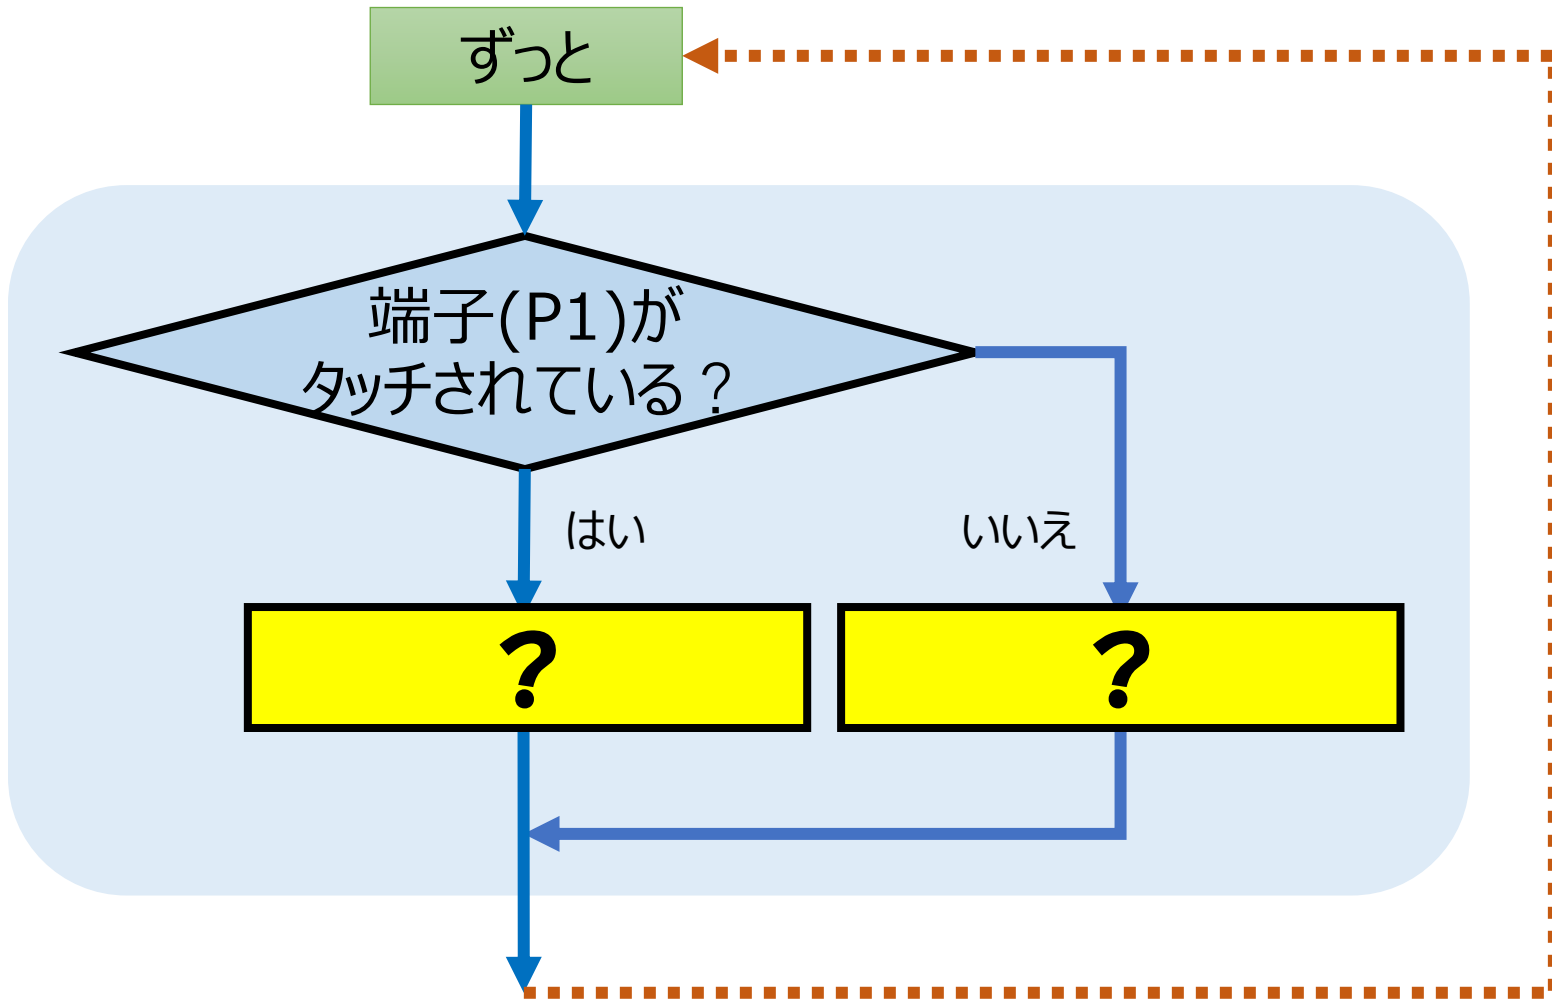 ずっと
端子(P1)が
タッチされている？
はい
いいえ
？
？